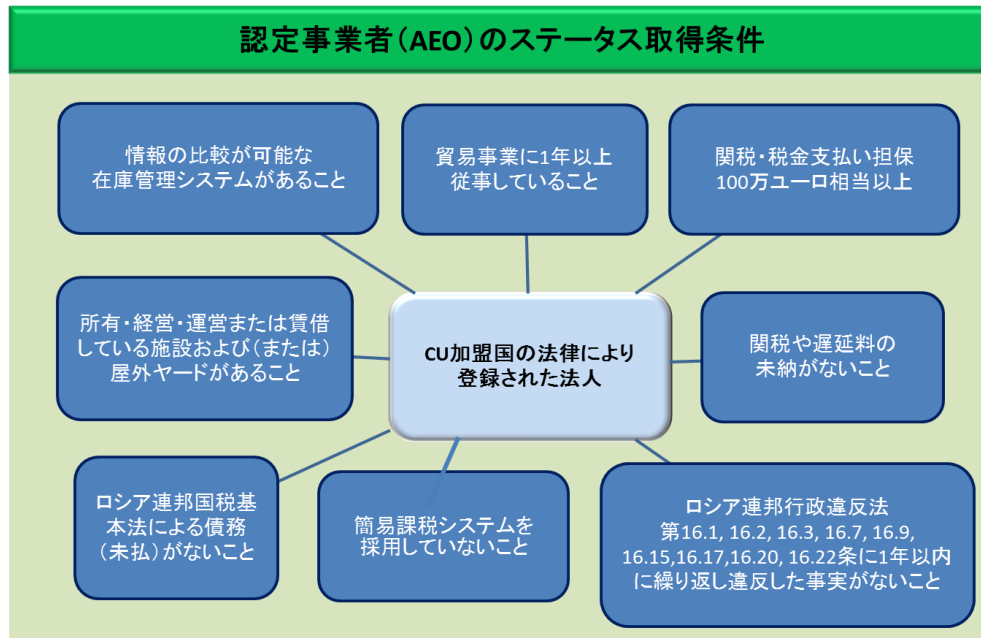 認定事業者（AEO）のステータス取得条件
情報の比較が可能な
在庫管理システムがあること
貿易事業に1年以上
従事していること
関税・税金支払い担保
100万ユーロ相当以上
所有・経営・運営または賃借
している施設および（または）
屋外ヤードがあること
CU加盟国の法律により
登録された法人
関税や遅延料の
未納がないこと
ロシア連邦国税基
本法による債務
（未払）がないこと
簡易課税システムを
採用していないこと
ロシア連邦行政違反法
第16.1, 16.2, 16.3, 16.7, 16.9,
16.15,16.17,16.20, 16.22条に1年以内
に繰り返し違反した事実がないこと